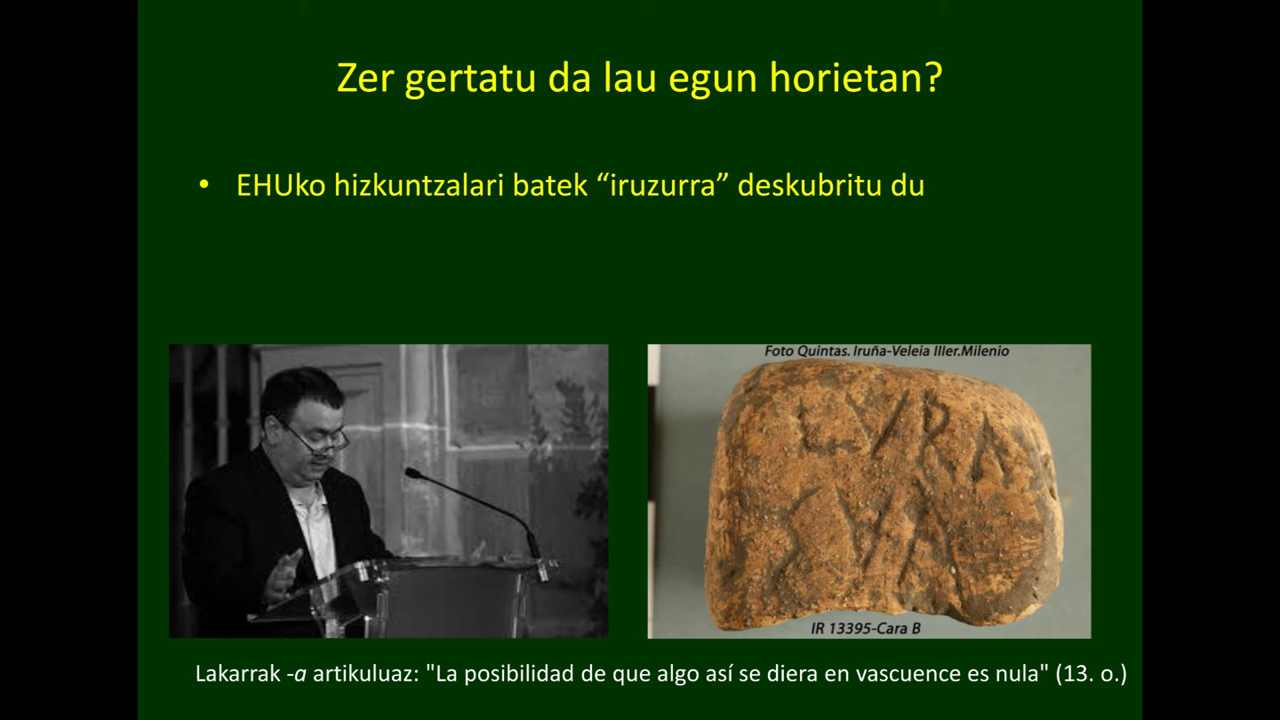 Zer gertatu da lau egun horietan?
• EHUko hizkuntzalari batek “iruzurra” deskubritu du
Foto Quintas. Iruña-Veleia Iller.Milenio
LVRA
IR 13395-Cara B
Lakarrak -a artikuluaz: "La posibilidad de que algo así se diera en vascuence es nula" (13. o.)